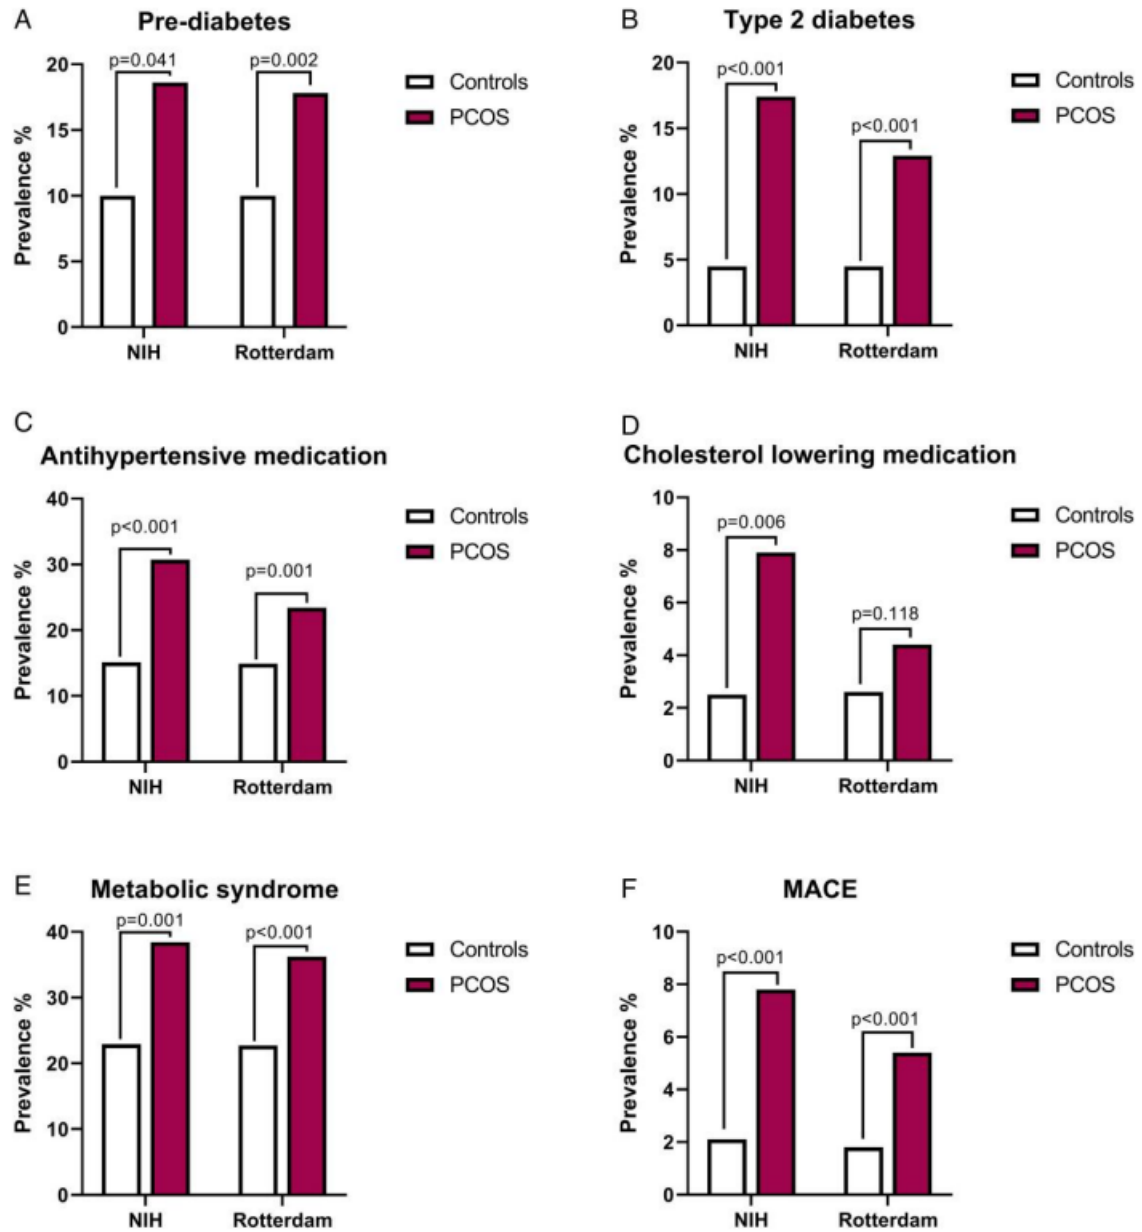 A
Pre-diabetes
Prevalence %
20
15
10
5
0
p=0.041
p=0.002
NIH
Rotterdam
Controls
PCOS
B
Type 2 diabetes
Prevalence %
20
15
10
5
0
p<0.001
p<0.001
NIH
Rotterdam
Controls
PCOS
C
Antihypertensive medication
Prevalence %
40
30
20
10
0
p<0.001
p=0.001
NIH
Rotterdam
Controls
PCOS
D
Cholesterol lowering medication
Prevalence %
10
8
6
4
2
0
p=0.006
p=0.118
NIH
Rotterdam
Controls
PCOS
E
Metabolic syndrome
Prevalence %
40
30
20
10
0
p=0.001
p<0.001
NIH
Rotterdam
Controls
PCOS
F
MACE
Prevalence %
10
8
6
4
2
0
p<0.001
p<0.001
NIH
Rotterdam
Controls
PCOS